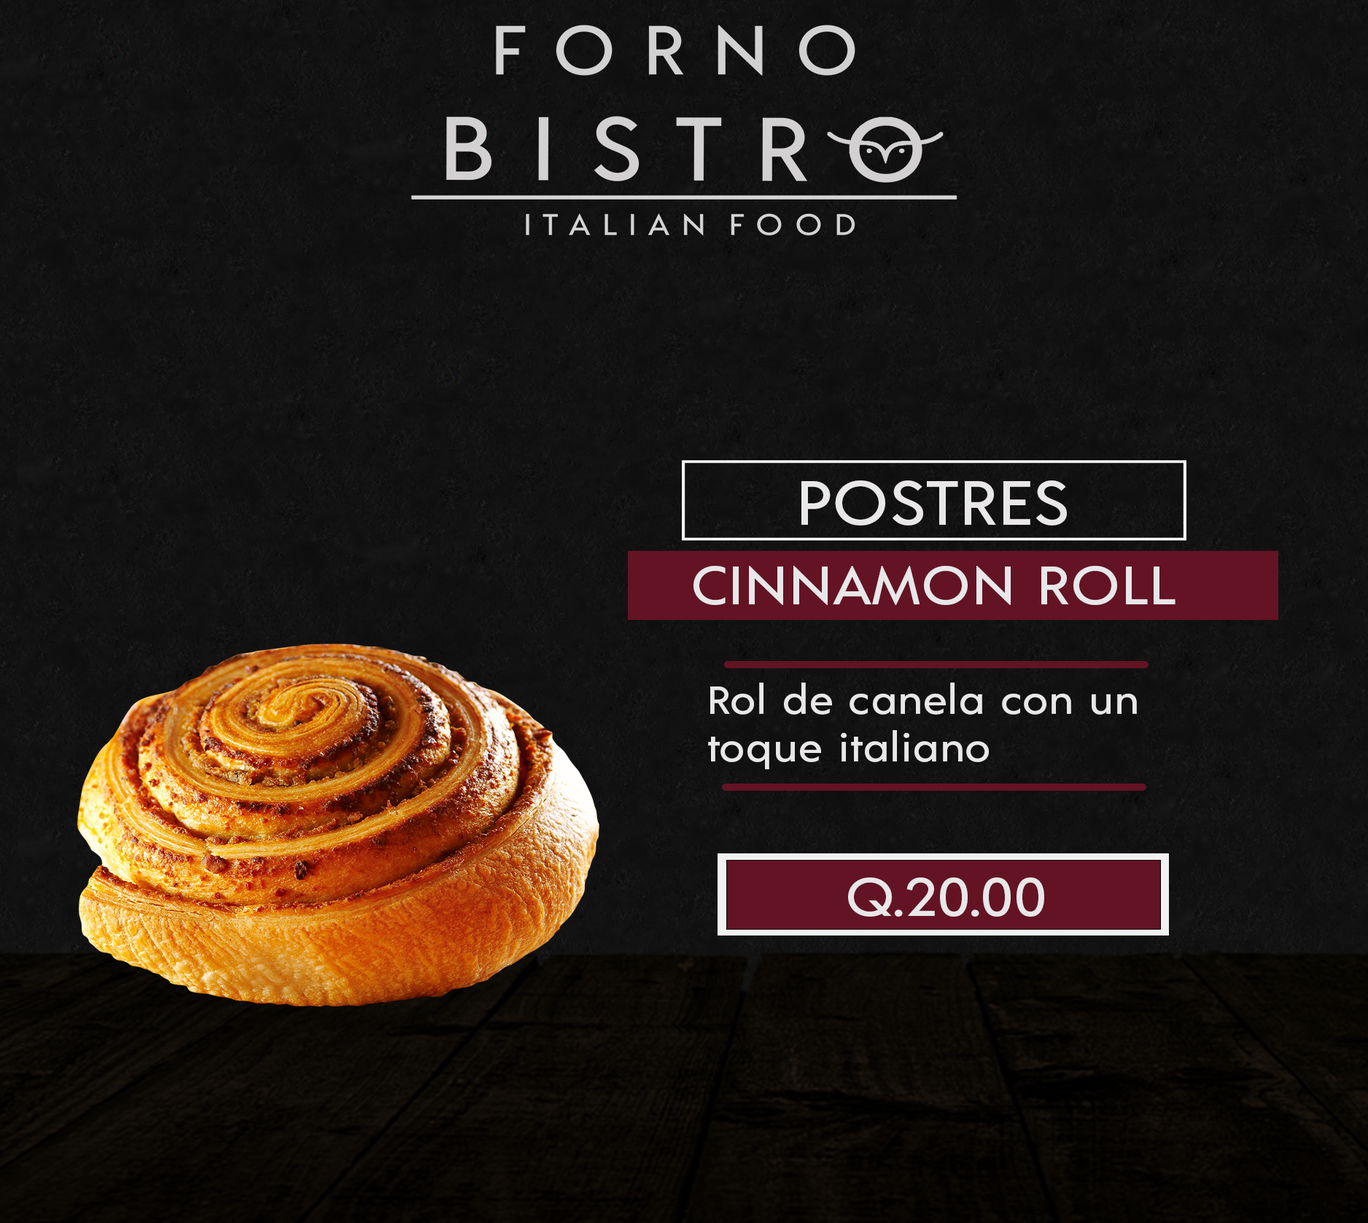 FORNO
BISTRO
ITALIAN FOOD
POSTRES
CINNAMON ROLL
Rol de canela con un
toque italiano
Q.20.00